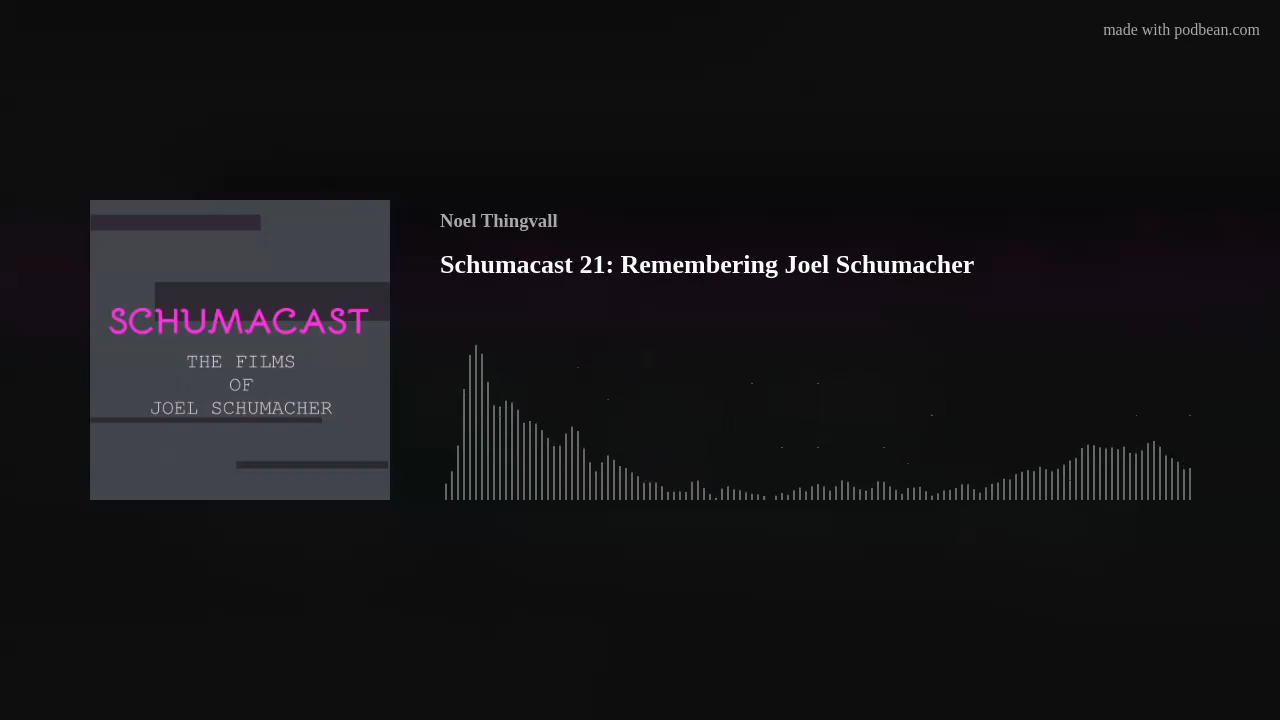 made with podbean.com
Noel Thingvall
Schumacast 21: Remembering Joel Schumacher
SCHUMACAST
THE FILMS
OF
JOEL SCHUMACHER